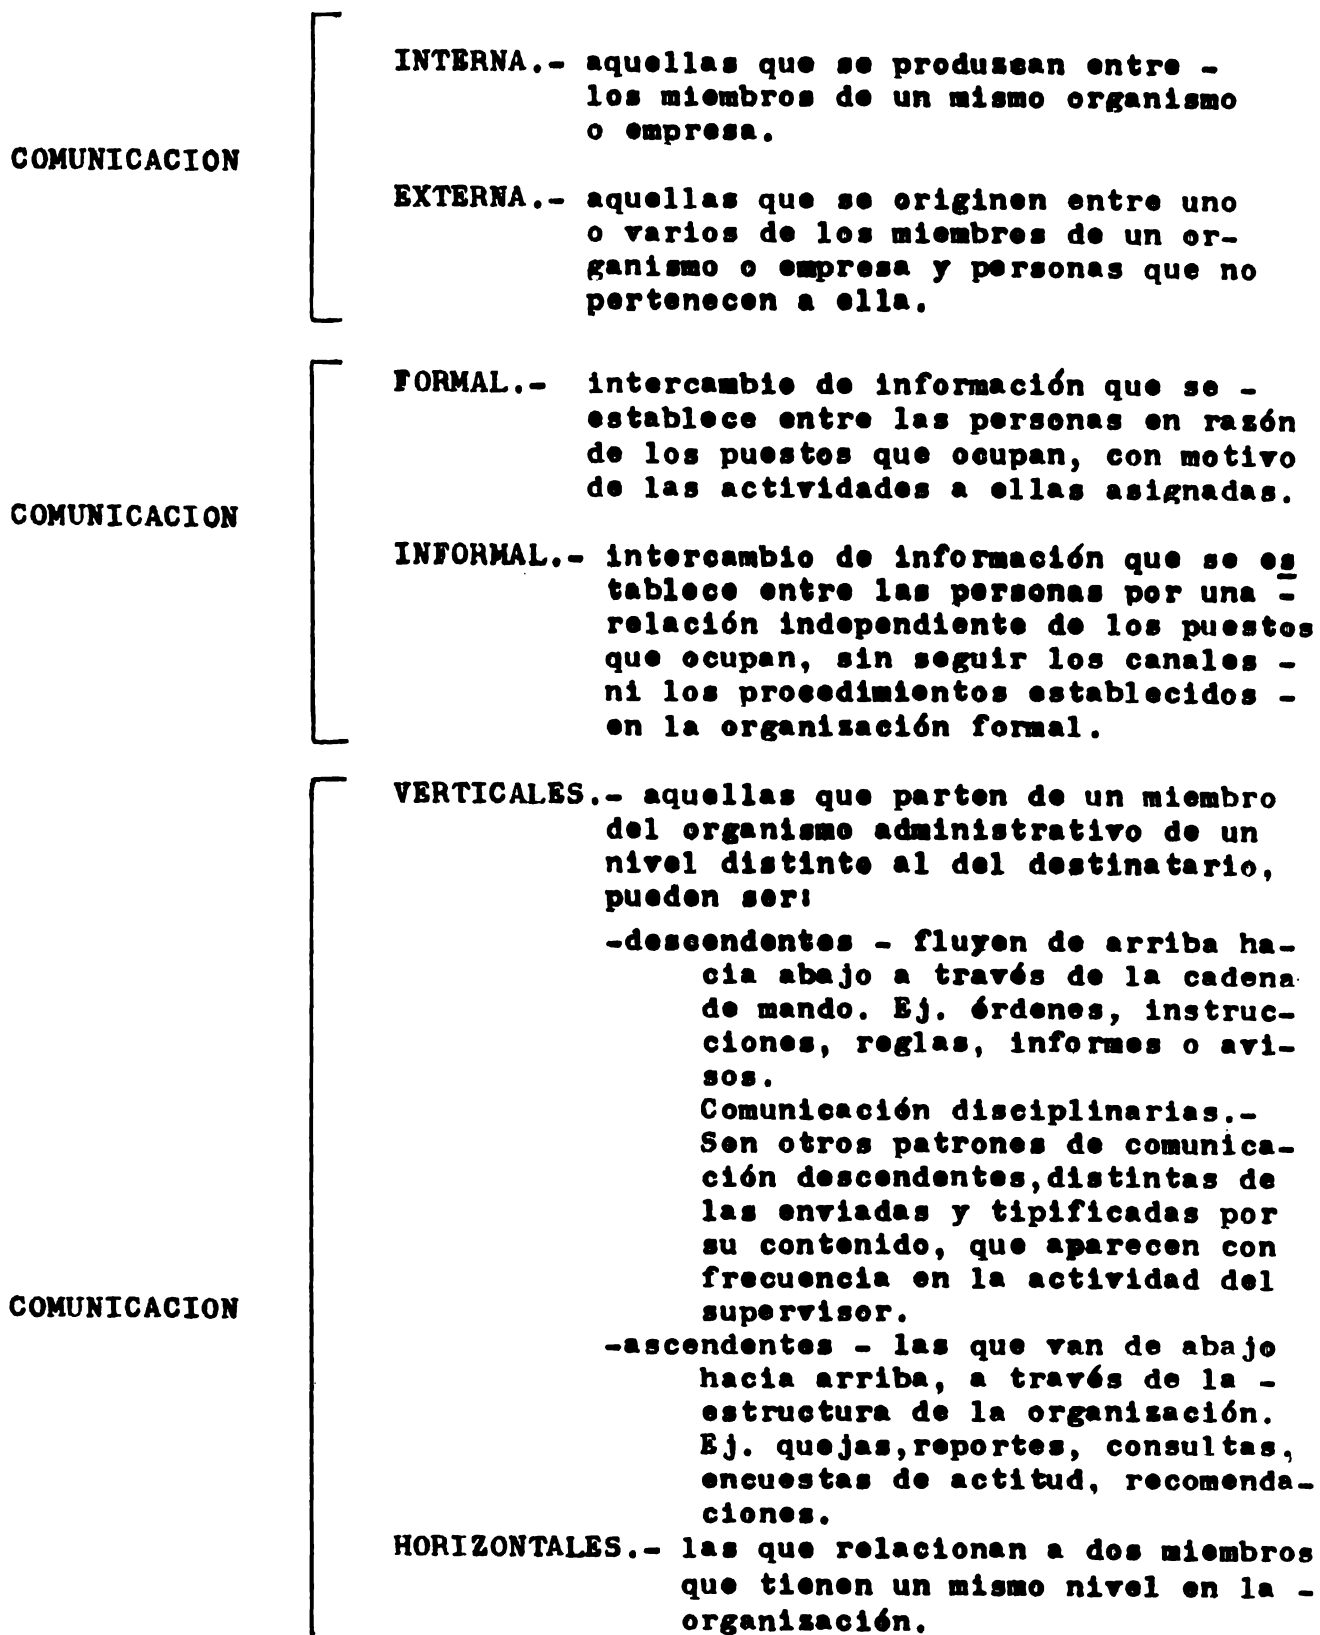 INTERNA.- aquellas que se produzcan entre -
los miembros de un mismo organismo
o empresa.
COMUNICACION
EXTERNA.- aquellas que se originen entre uno
o varios de los miembros de un or-
ganismo o empresa y personas que no
pertenecen a ella.
FORMAL.- intercambio de información que se -
establece entre las personas en razón
de los puestos que ocupan, con motivo
de las actividades a ellas asignadas.
COMUNICACION
INFORMAL.- intercambio de información que se es
tablece entre las personas por una -
relación independiente de los puestos
que ocupan, sin seguir los canales -
ni los procedimientos establecidos -
en la organización formal.
VERTICALES.- aquellas que parten de un miembro
del organismo administrativo de un
nivel distinto al del destinatario,
pueden ser:
-descendentes - fluyen de arriba ha-
cia abajo a través de la cadena
de mando. Ej. órdenes, instruc-
ciones, reglas, informes o avi-
sos.
Comunicación disciplinarias.-
Son otros patrones de comunica-
ción descendentes,distintas de
las enviadas y tipificadas por
su contenido, que aparecen con
frecuencia en la actividad del
COMUNICACION
supervisor.
-ascendentes - las que van de abajo
hacia arriba, a través de la -
estructura de la organización.
Ej. quejas,reportes, consultas,
encuestas de actitud, recomenda-
ciones.
HORIZONTALES.- las que relacionan a dos miembros
que tienen un mismo nivel en la -
organización.